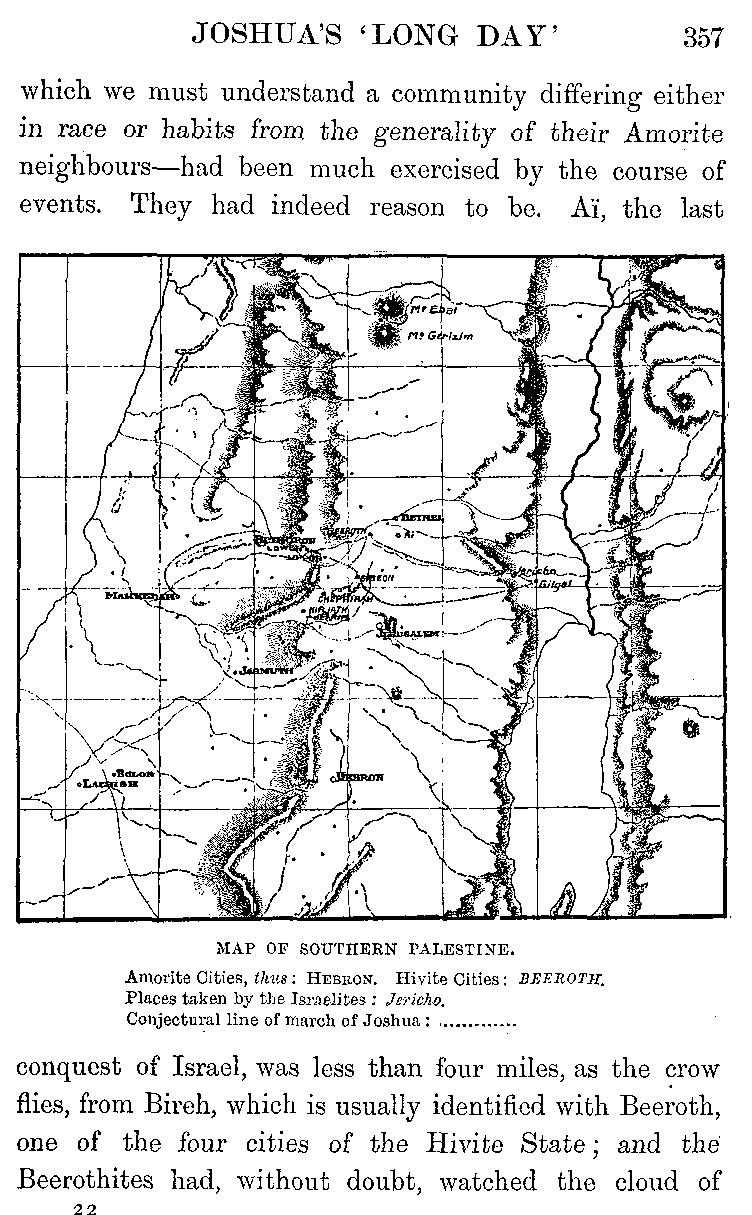 JOSHUA'S 'LONG DAY' 357
which we must understand a community differing either
in race or habits from the generality of their Amorite
neighbours—had been much exercised by the course of
events. They had indeed reason to be. Aï, the last
Mt Ebal
Mt Gerizim
BETHEL
Ai
BEEROTH
GIBEON
CHEPHIRAH
KIRJATH
Jericho
Gilgal
MAKKEDAH
JERUSALEM
JARMUTH
EGLON
LACHISH
HEBRON
MAP OF SOUTHERN PALESTINE.
Amorite Cities, thus: HEBRON. Hivite Cities: BEEROTH.
Places taken by the Israelites: Jericho.
Conjectural line of march of Joshua: ............
conquest of Israel, was less than four miles, as the crow
flies, from Bireh, which is usually identified with Beeroth,
one of the four cities of the Hivite State; and the
Beerothites had, without doubt, watched the cloud of
22